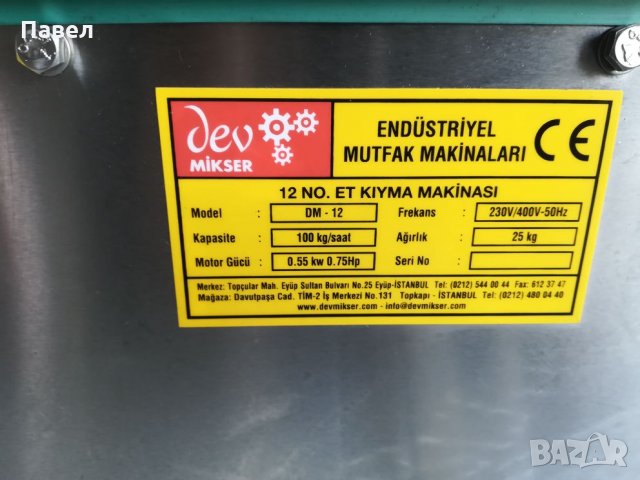 Павел
dev
MİKSER
ENDÜSTRİYEL
MUTFAK MAKİNALARI
CE
12 NO. ET KIYMA MAKİNASI
Model : DM - 12 Frekans : 230V/400V-50Hz
Kapasite : 100 kg/saat Ağırlık : 25 kg
Motor Gücü : 0.55 kw 0.75Hp Seri No :
Merkez: Topçular Mah. Eyüp Sultan Bulvarı No.25 Eyüp-İSTANBUL Tel: (0212) 544 00 44 Fax: 612 37 47
Mağaza: Davutpaşa Cad. TİM-2 İş Merkezi No.131 Topkapı - İSTANBUL Tel: (0212) 480 04 40
www.devmikser.com - info@devmikser.com
BAZAR